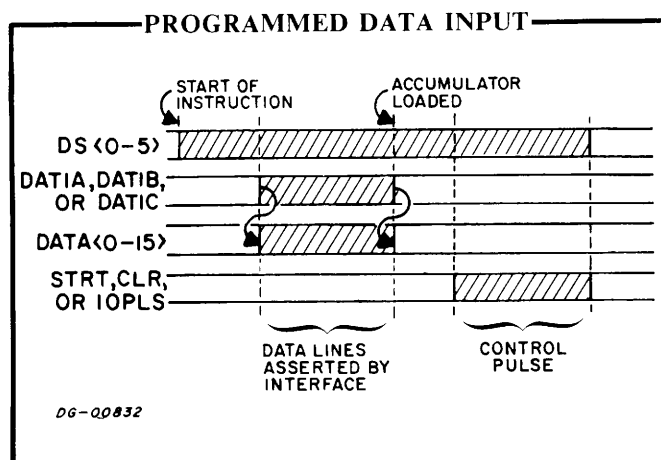 PROGRAMMED DATA INPUT
START OF
INSTRUCTION
ACCUMULATOR
LOADED
DS<0-5>
DATIA, DATIB,
OR DATIC
DATA<0-15>
STRT, CLR,
OR IOPLS
DATA LINES
ASSERTED BY
INTERFACE
CONTROL
PULSE
DG-00832